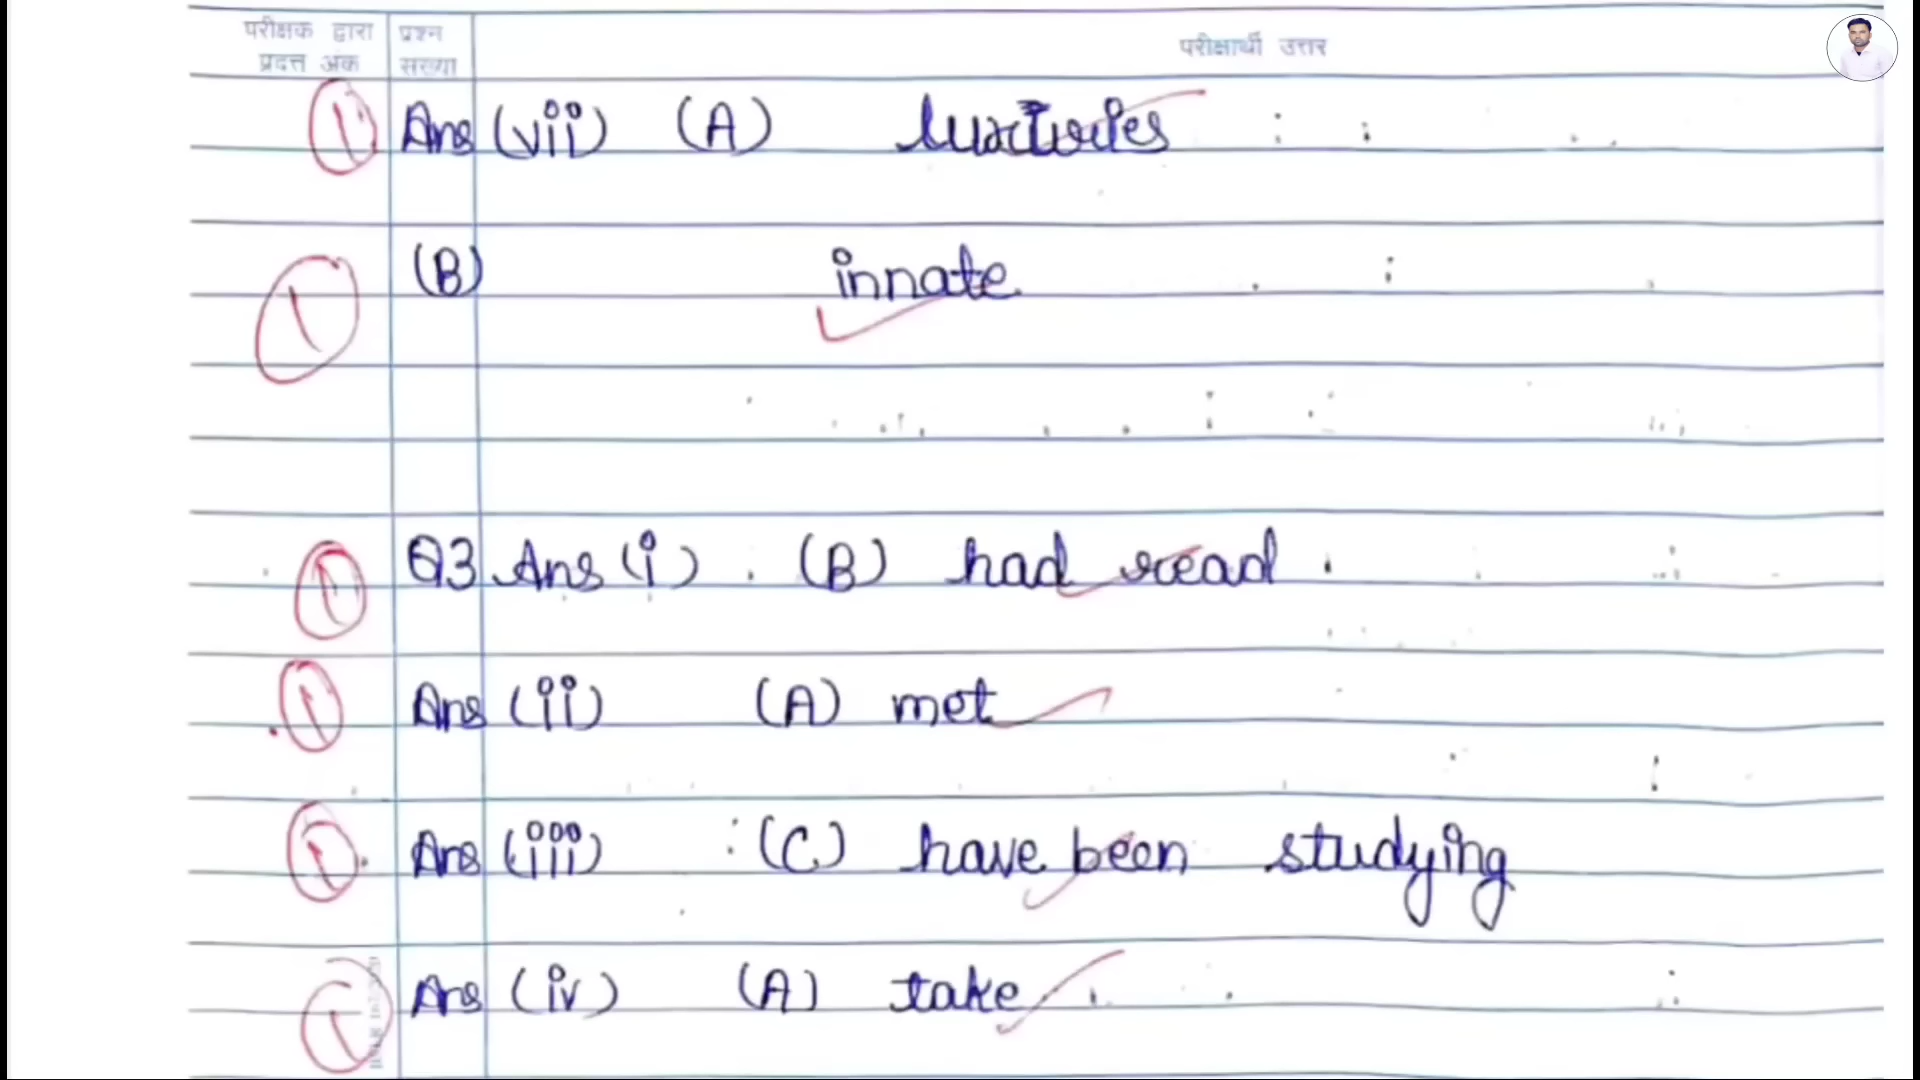 परीक्षक द्वारा प्रदत्त अंक
प्रश्न संख्या
परीक्षार्थी उत्तर
1 Ans (vii) (A) luxuries
1 (B) innate
1 Q3 Ans (i) (B) had read.
1 Ans (ii) (A) met
1 Ans (iii) (C) have been studying
1 Ans (iv) (A) take